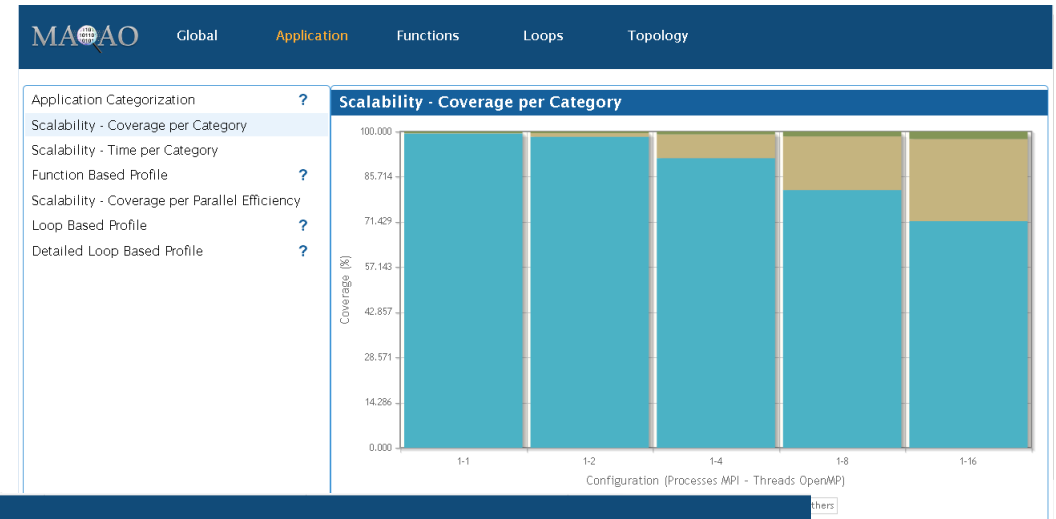 MAQAO
Global
Application
Functions
Loops
Topology
Application Categorization ?
Scalability - Coverage per Category
Scalability - Time per Category
Function Based Profile ?
Scalability - Coverage per Parallel Efficiency
Loop Based Profile ?
Detailed Loop Based Profile ?
Scalability - Coverage per Category
100.000
85.714
71.429
57.143
42.857
28.571
14.286
0.000
Coverage (%)
1-1
1-2
1-4
1-8
1-16
Configuration (Processes MPI - Threads OpenMP)
thers